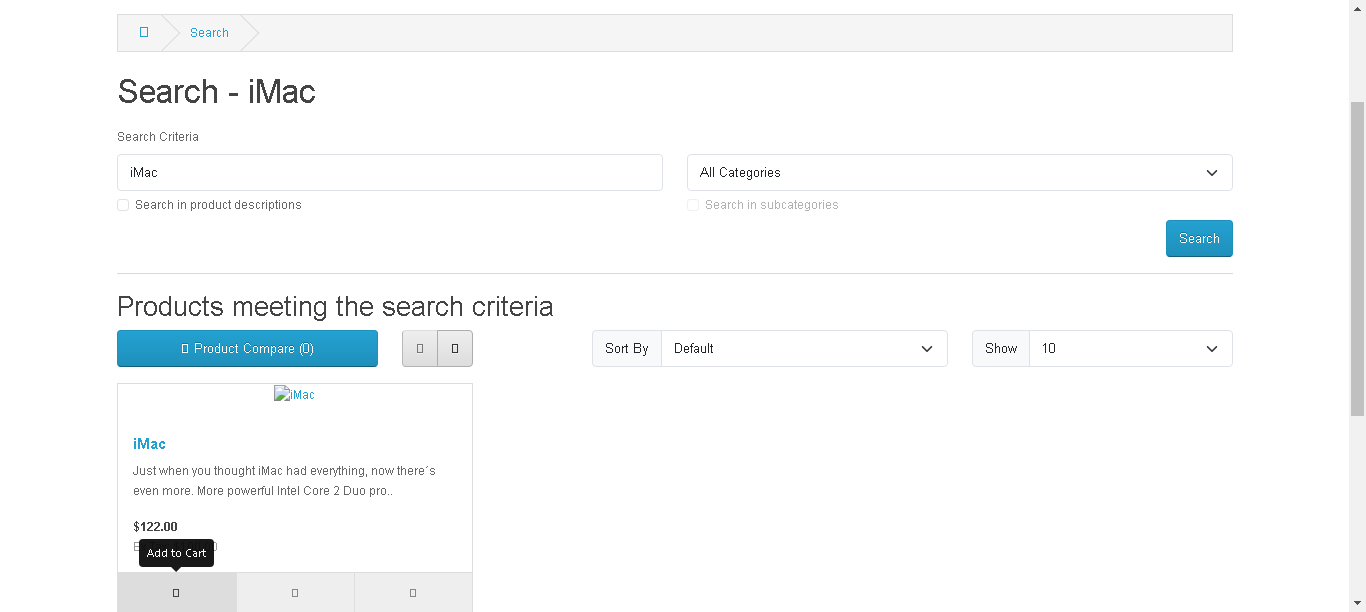 Search
Search - iMac
Search Criteria
iMac
All Categories
Search in product descriptions
Search in subcategories
Search
Products meeting the search criteria
Product Compare (0)
Sort By
Default
Show
10
iMac
iMac
Just when you thought iMac had everything, now there´s
even more. More powerful Intel Core 2 Duo pro..
$122.00
Add to Cart